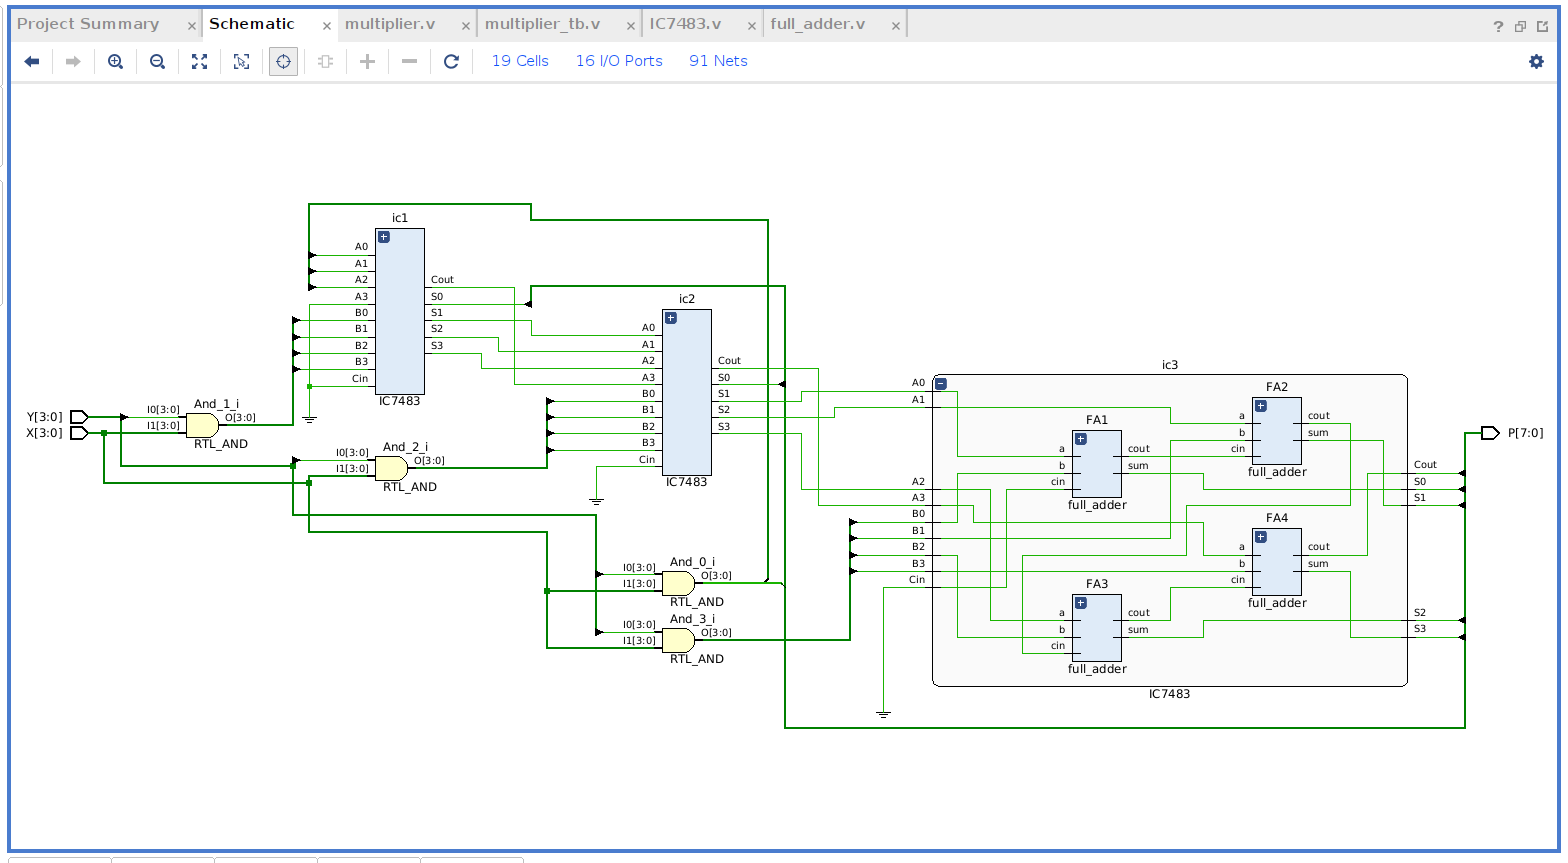 Project Summary × Schematic × multiplier.v × multiplier_tb.v × IC7483.v × full_adder.v × ?
19 Cells 16 I/O Ports 91 Nets
ic1
A0
A1
A2
A3
B0
B1
B2
B3
Cin
Cout
S0
S1
S2
S3
IC7483
ic2
A0
A1
A2
A3
B0
B1
B2
B3
Cin
Cout
S0
S1
S2
S3
IC7483
Y[3:0]
X[3:0]
And_1_i
I0[3:0]
I1[3:0]
O[3:0]
RTL_AND
And_2_i
I0[3:0]
I1[3:0]
O[3:0]
RTL_AND
And_0_i
I0[3:0]
I1[3:0]
O[3:0]
RTL_AND
And_3_i
I0[3:0]
I1[3:0]
O[3:0]
RTL_AND
ic3
A0
A1
A2
A3
B0
B1
B2
B3
Cin
FA1
a
b
cin
cout
sum
full_adder
FA2
a
b
cin
cout
sum
full_adder
FA3
a
b
cin
cout
sum
full_adder
FA4
a
b
cin
cout
sum
full_adder
Cout
S0
S1
S2
S3
IC7483
P[7:0]